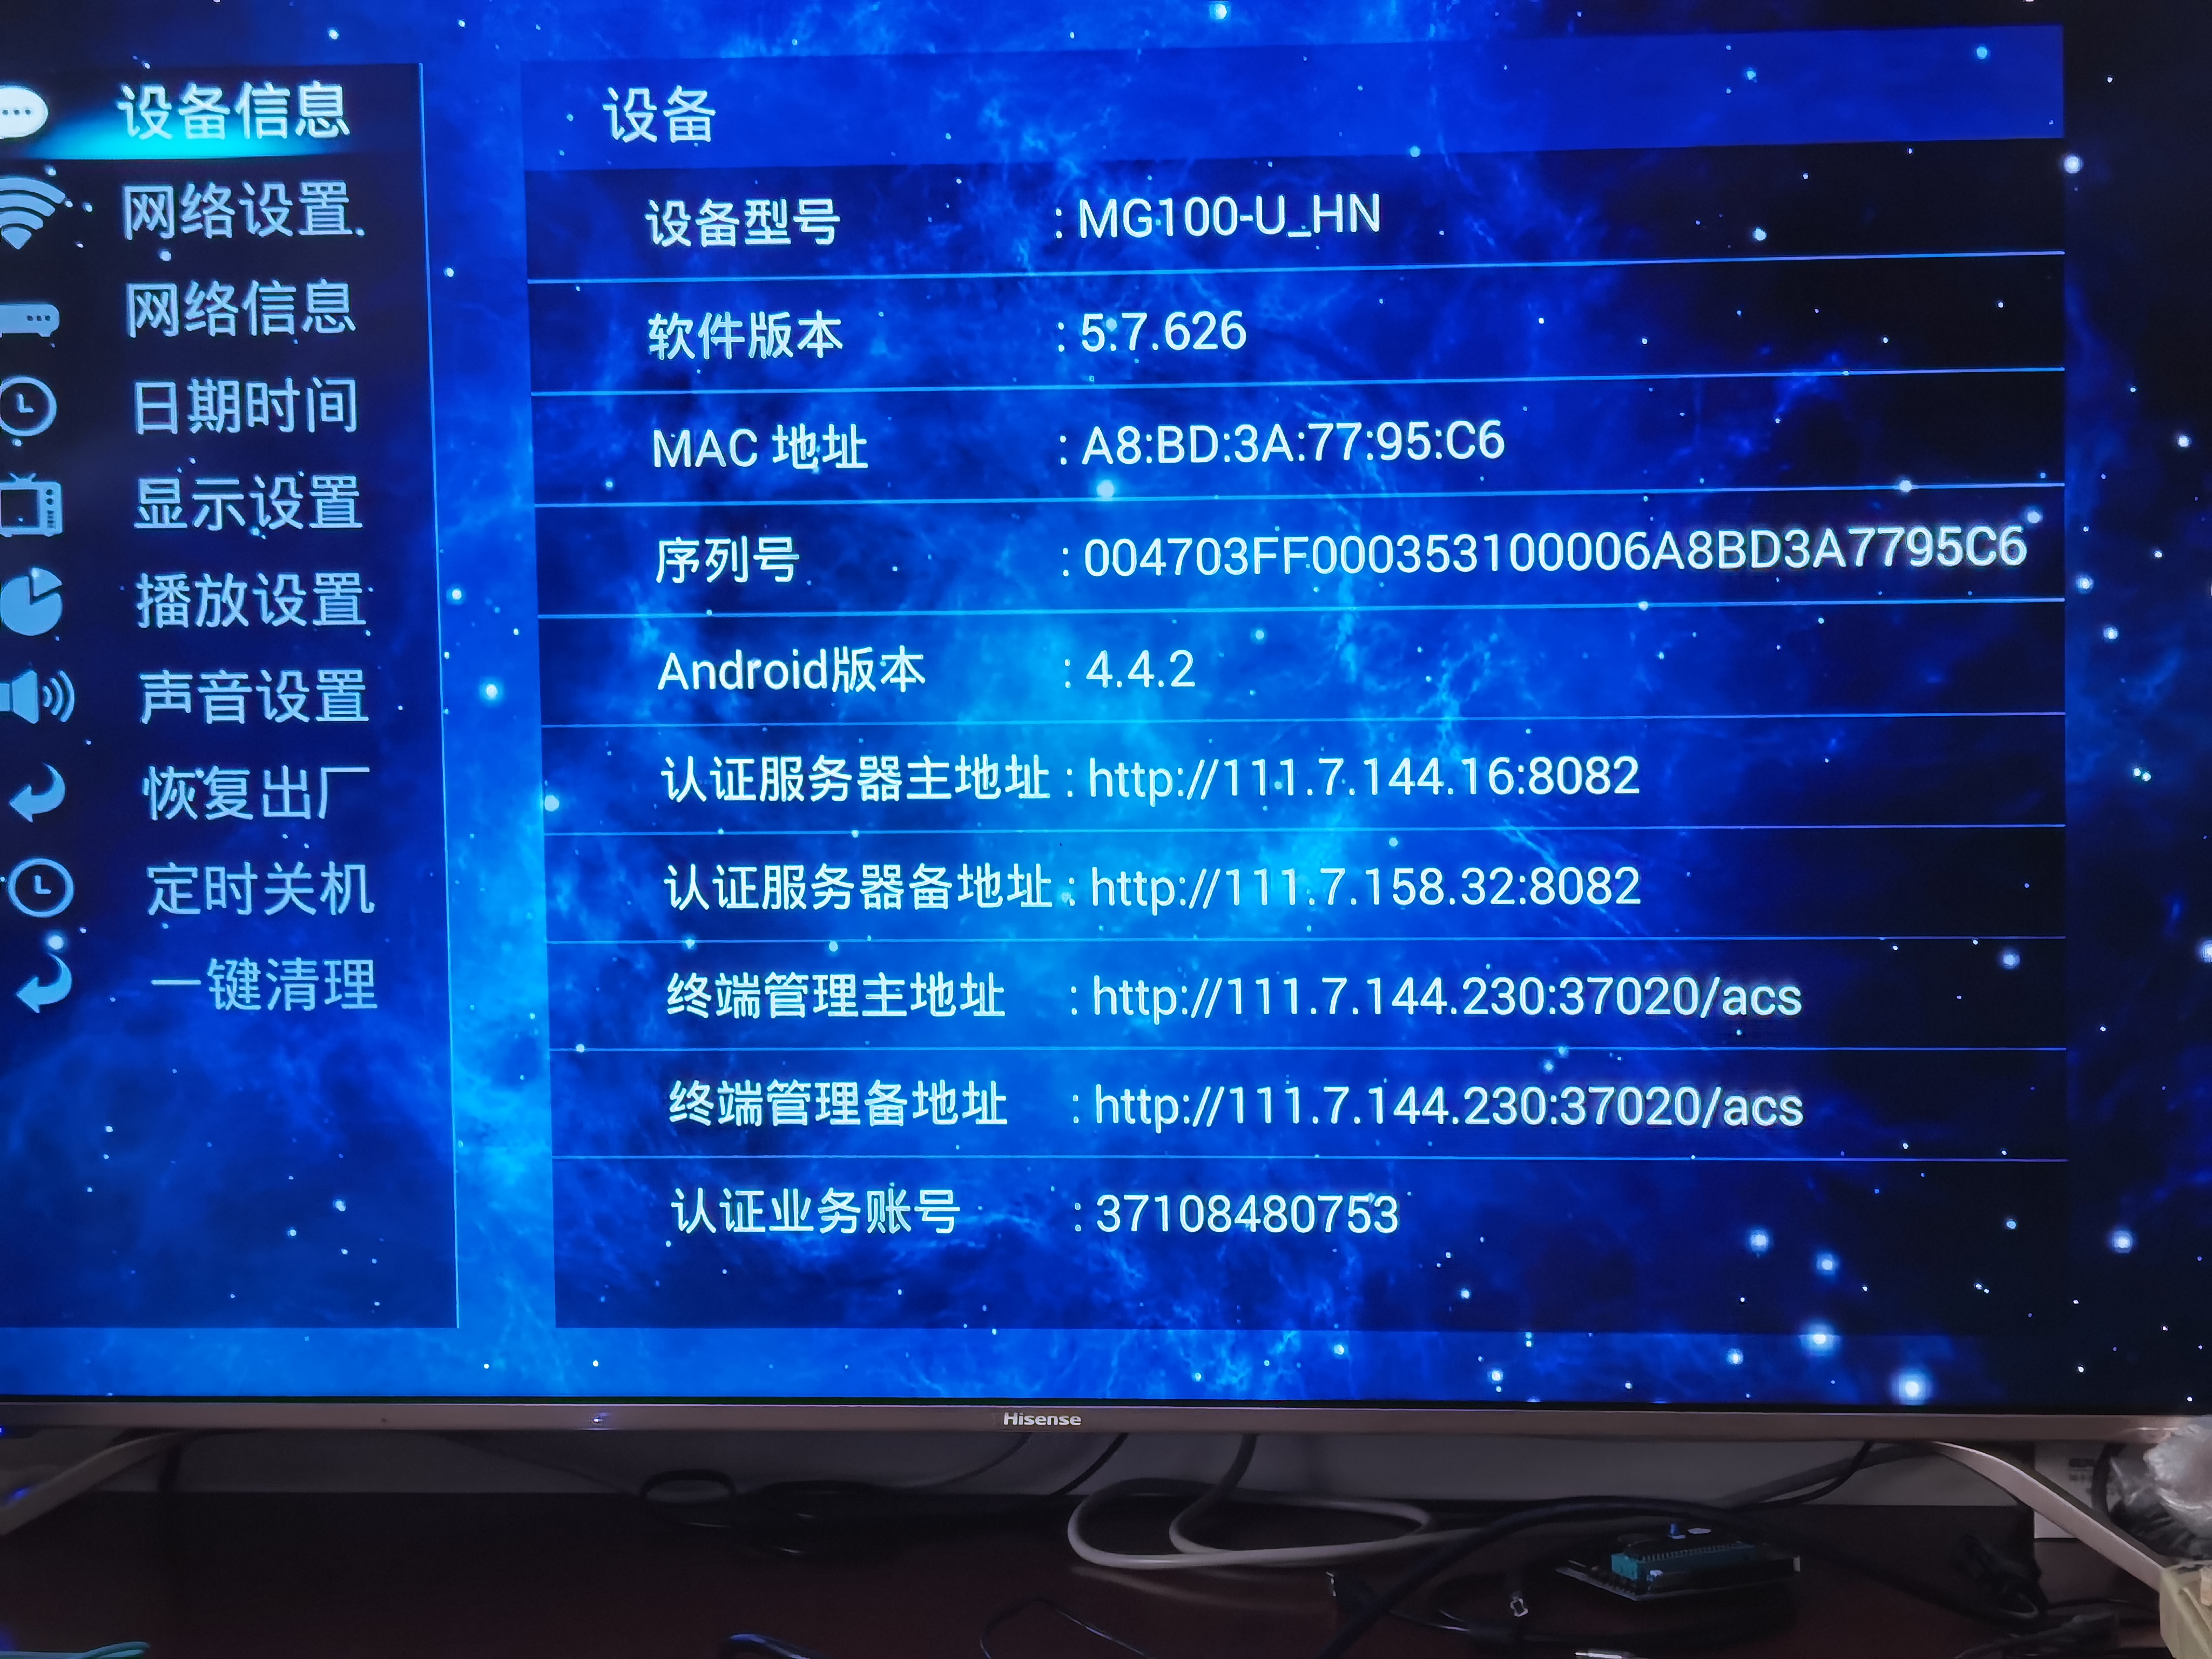 设备信息
网络设置
网络信息
日期时间
显示设置
播放设置
声音设置
恢复出厂
定时关机
一键清理
设备
设备型号 : MG100-U_HN
软件版本 : 5.7.626
MAC 地址 : A8:BD:3A:77:95:C6
序列号 : 004703FF000353100006A8BD3A7795C6
Android版本 : 4.4.2
认证服务器主地址 : http://111.7.144.16:8082
认证服务器备地址 : http://111.7.158.32:8082
终端管理主地址 : http://111.7.144.230:37020/acs
终端管理备地址 : http://111.7.144.230:37020/acs
认证业务账号 : 37108480753
Hisense